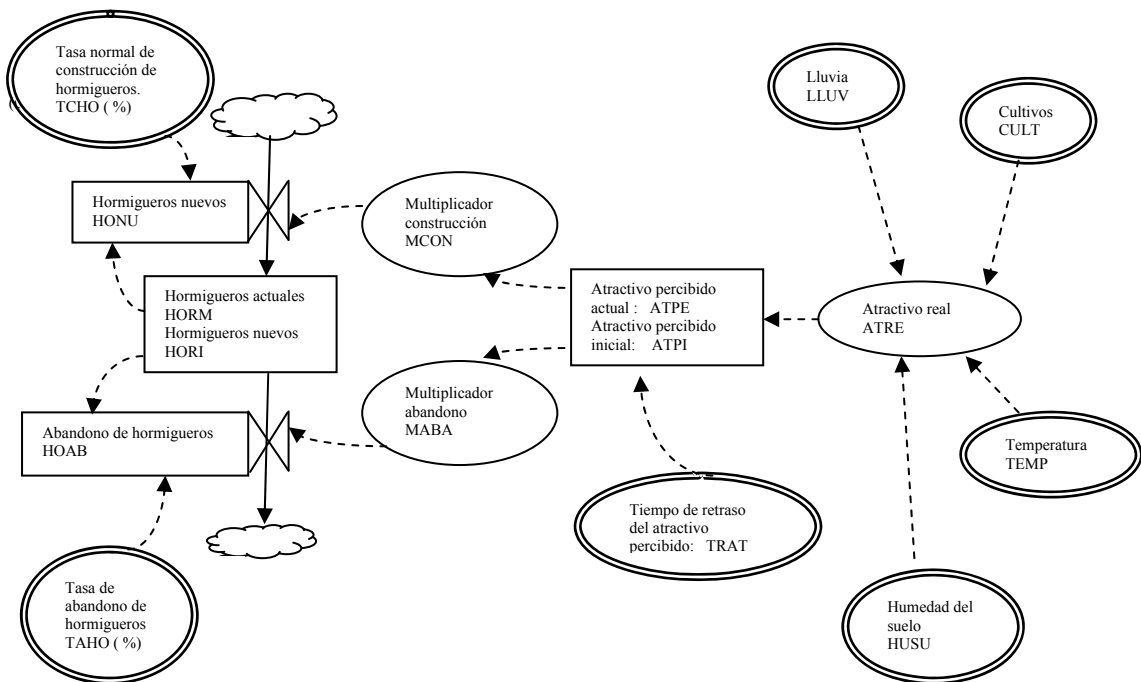 Tasa normal de
construcción de
hormigueros.
TCHO ( %)
(
Lluvia
LLUV
Cultivos
CULT
Hormigueros nuevos
HONU
Multiplicador
construcción
MCON
Hormigueros actuales
HORM
Hormigueros nuevos
HORI
Atractivo percibido
actual : ATPE
Atractivo percibido
inicial: ATPI
Atractivo real
ATRE
Multiplicador
abandono
MABA
Abandono de hormigueros
HOAB
Temperatura
TEMP
Tiempo de retraso
del atractivo
percibido: TRAT
Tasa de
abandono de
hormigueros
TAHO ( %)
Humedad del
suelo
HUSU